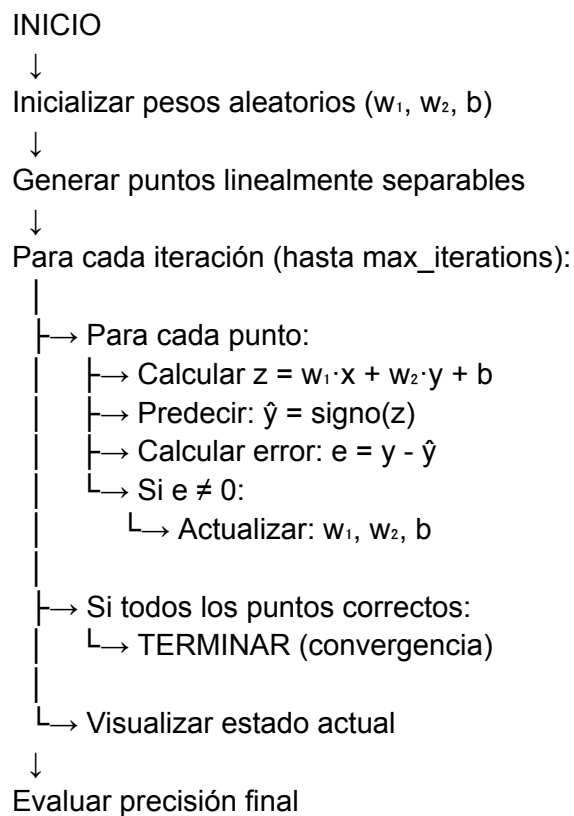 INICIO
↓
Inicializar pesos aleatorios (w₁, w₂, b)
↓
Generar puntos linealmente separables
↓
Para cada iteración (hasta max_iterations):
│
├→ Para cada punto:
│ ├→ Calcular z = w₁·x + w₂·y + b
│ ├→ Predecir: ŷ = signo(z)
│ ├→ Calcular error: e = y - ŷ
│ └→ Si e ≠ 0:
│ └→ Actualizar: w₁, w₂, b
│
├→ Si todos los puntos correctos:
│ └→ TERMINAR (convergencia)
│
└→ Visualizar estado actual
↓
Evaluar precisión final